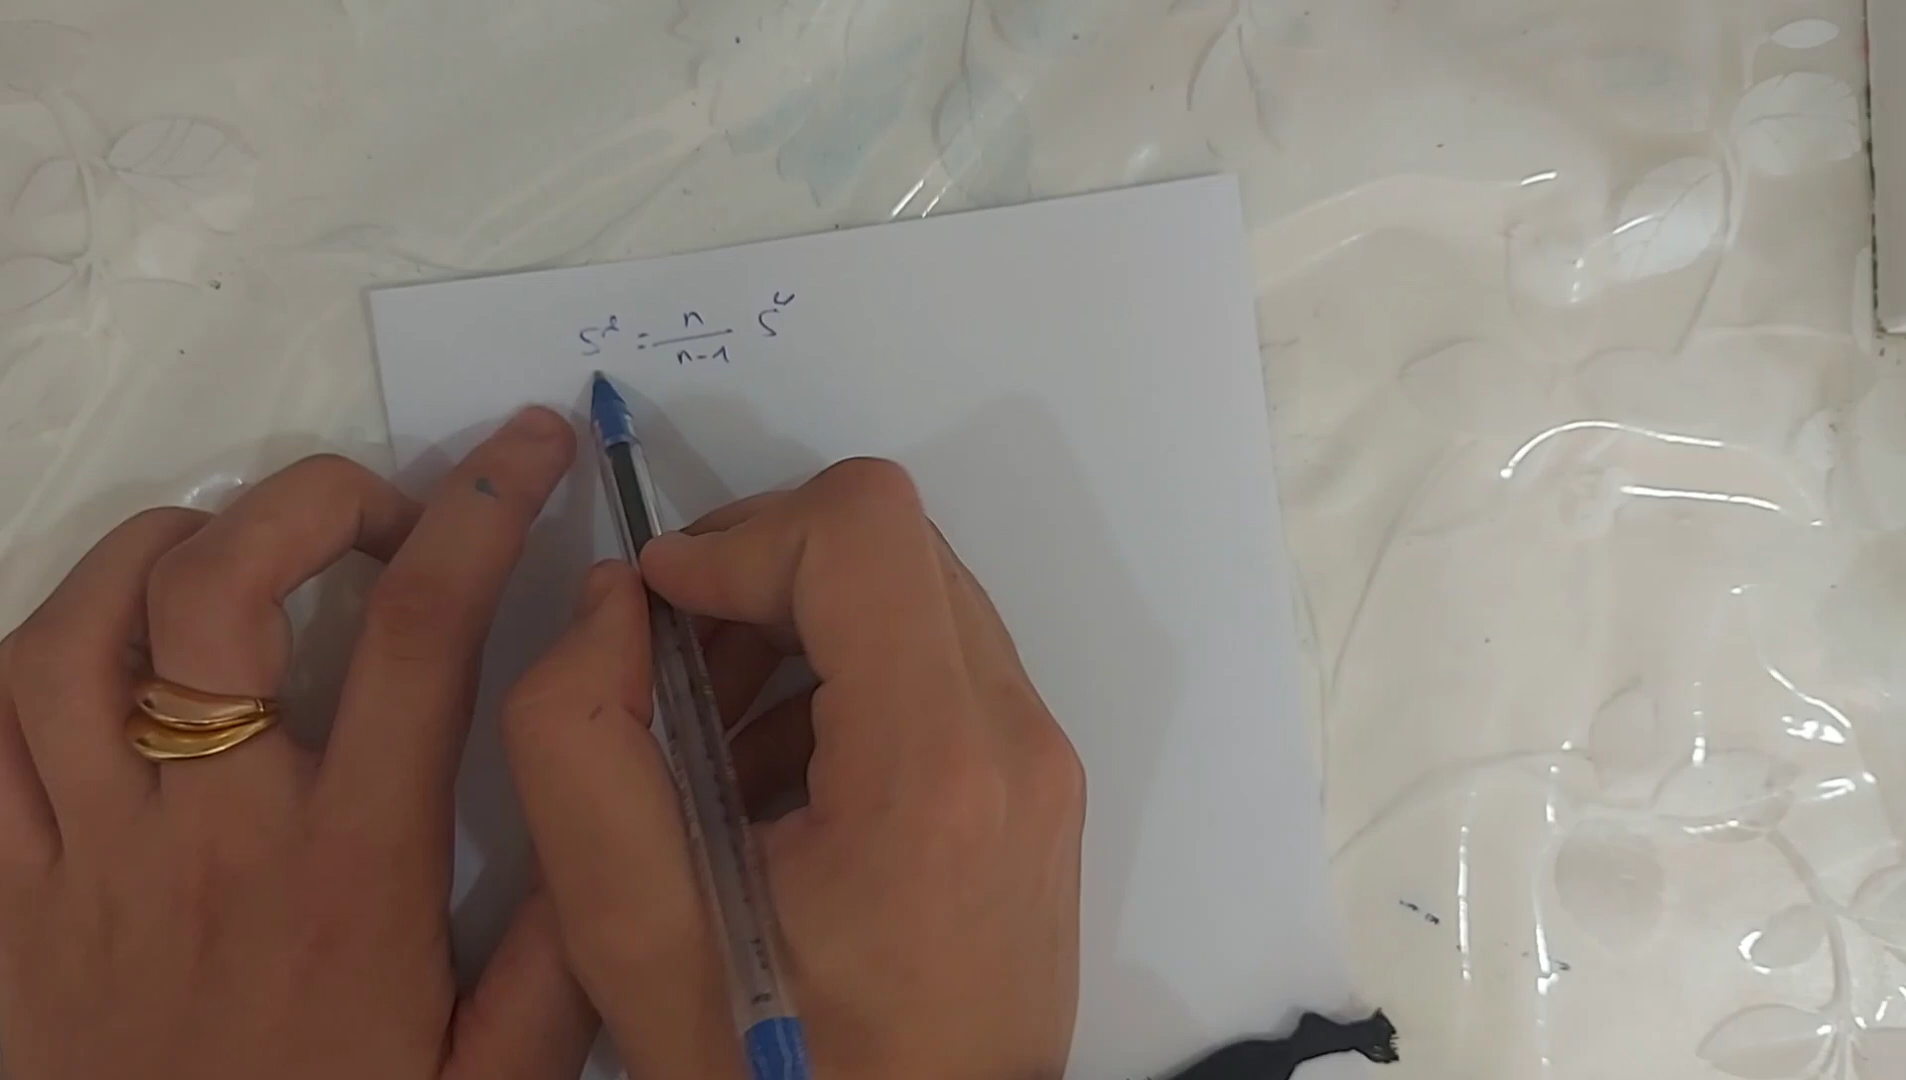 S² = n / n-1 S²